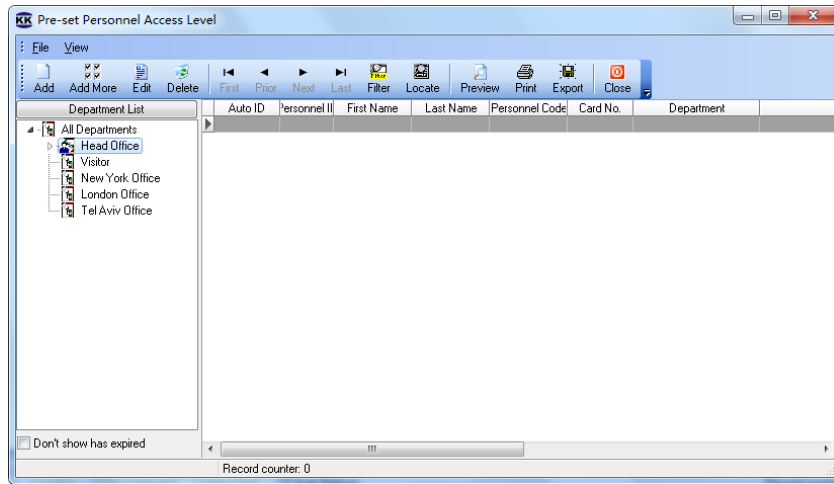 KK Pre-set Personnel Access Level
File View
Add Add More Edit Delete First Prior Next Last Filter Locate Preview Print Export Close
Department List Auto ID Personnel II First Name Last Name Personnel Code Card No. Department
All Departments
Head Office
Visitor
New York Office
London Office
Tel Aviv Office
Don't show has expired
Record counter: 0